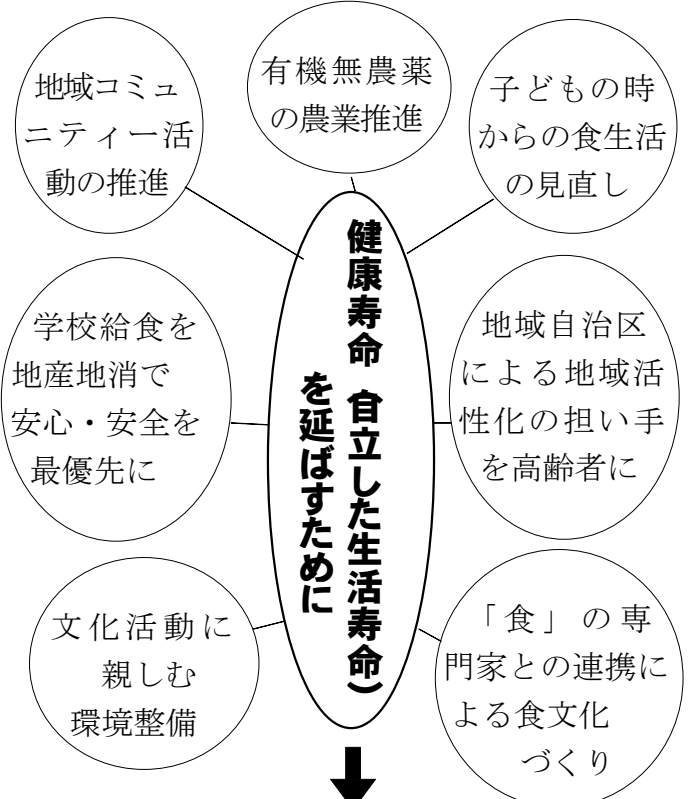 地域コミュ
ニティー活
動の推進
有機無農薬
の農業推進
子どもの時
からの食生活
の見直し
健康寿命 自立した生活寿命)
を延ばすために
学校給食を
地産地消で
安心・安全を
最優先に
地域自治区
による地域活
性化の担い手
を高齢者に
文化活動に
親しむ
環境整備
「食」の専
門家との連携に
よる食文化
づくり